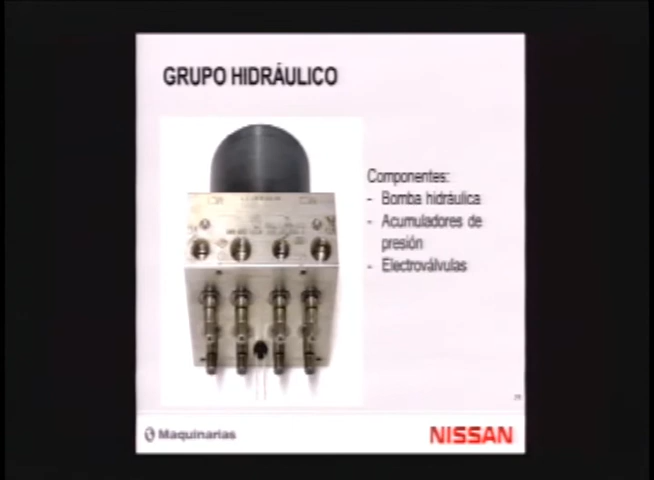 GRUPO HIDRÁULICO
Componentes:
- Bomba hidráulica
- Acumuladores de
presión
- Electroválvulas
Maquinarias
NISSAN